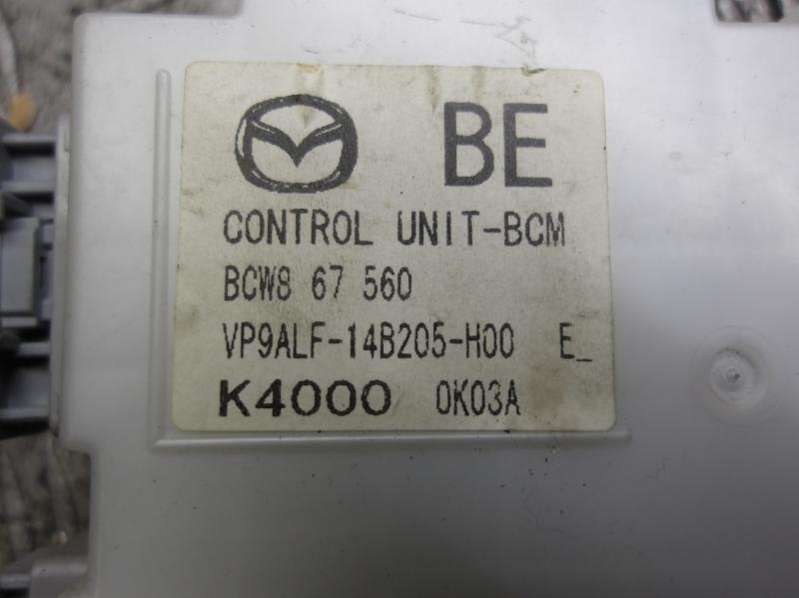 BE
CONTROL UNIT-BCM
BCW8 67 560
VP9ALF-14B205-H00 E_
K4000 0K03A